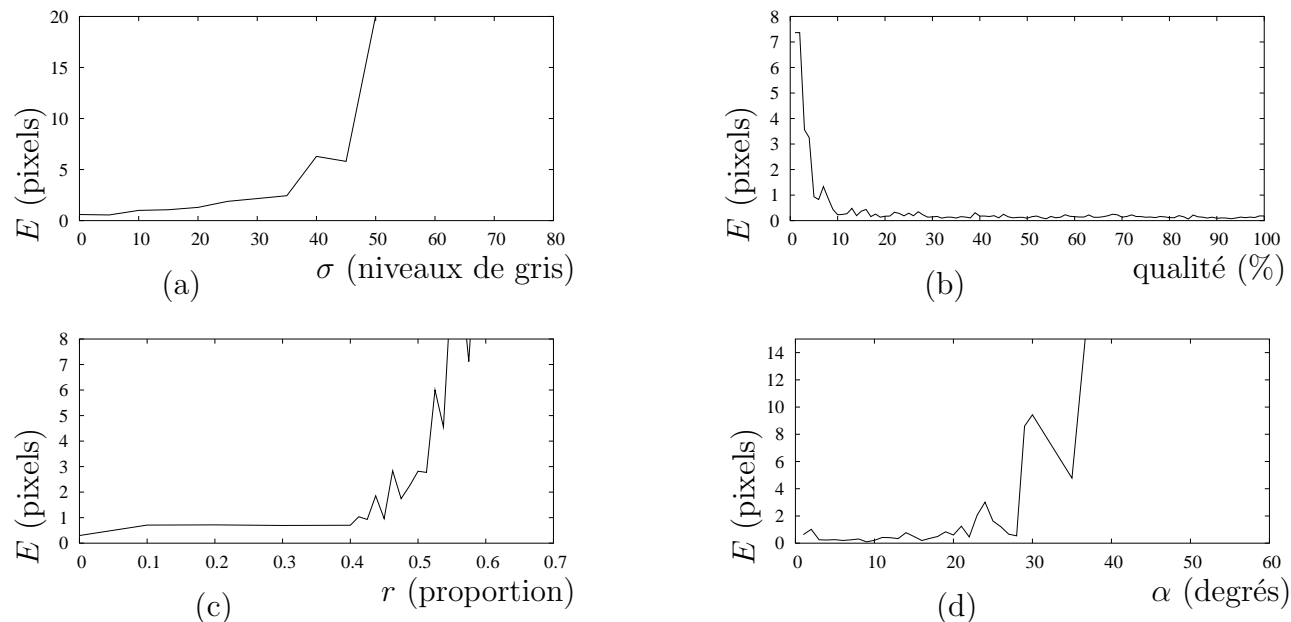 20
15
10
5
0
E (pixels)
0 10 20 30 40 50 60 70 80
σ (niveaux de gris)
(a)
8
7
6
5
4
3
2
1
0
E (pixels)
0 10 20 30 40 50 60 70 80 90 100
qualité (%)
(b)
8
7
6
5
4
3
2
1
0
E (pixels)
0 0.1 0.2 0.3 0.4 0.5 0.6 0.7
r (proportion)
(c)
14
12
10
8
6
4
2
0
E (pixels)
0 10 20 30 40 50 60
α (degrés)
(d)